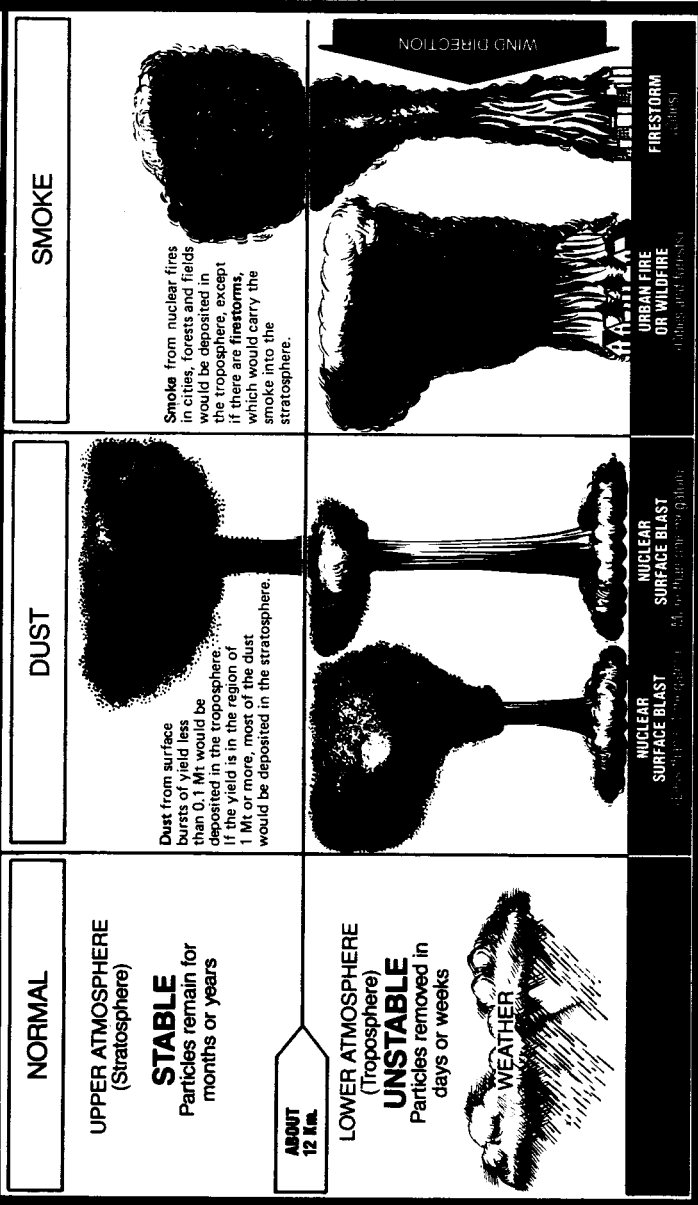 NORMAL
UPPER ATMOSPHERE
(Stratosphere)
STABLE
Particles remain for
months or years
ABOUT
12 Km.
LOWER ATMOSPHERE
(Troposphere)
UNSTABLE
Particles removed in
days or weeks
WEATHER
DUST
Dust from surface
bursts of yield less
than 0.1 Mt would be
deposited in the troposphere.
If the yield is in the region of
1 Mt or more, most of the dust
would be deposited in the stratosphere.
NUCLEAR
SURFACE BLAST
NUCLEAR
SURFACE BLAST
SMOKE
Smoke from nuclear fires
in cities, forests and fields
would be deposited in
the troposphere, except
if there are firestorms,
which would carry the
smoke into the
stratosphere.
URBAN FIRE
OR WILDFIRE
(cities and forests)
WIND DIRECTION
FIRESTORM
(cities)